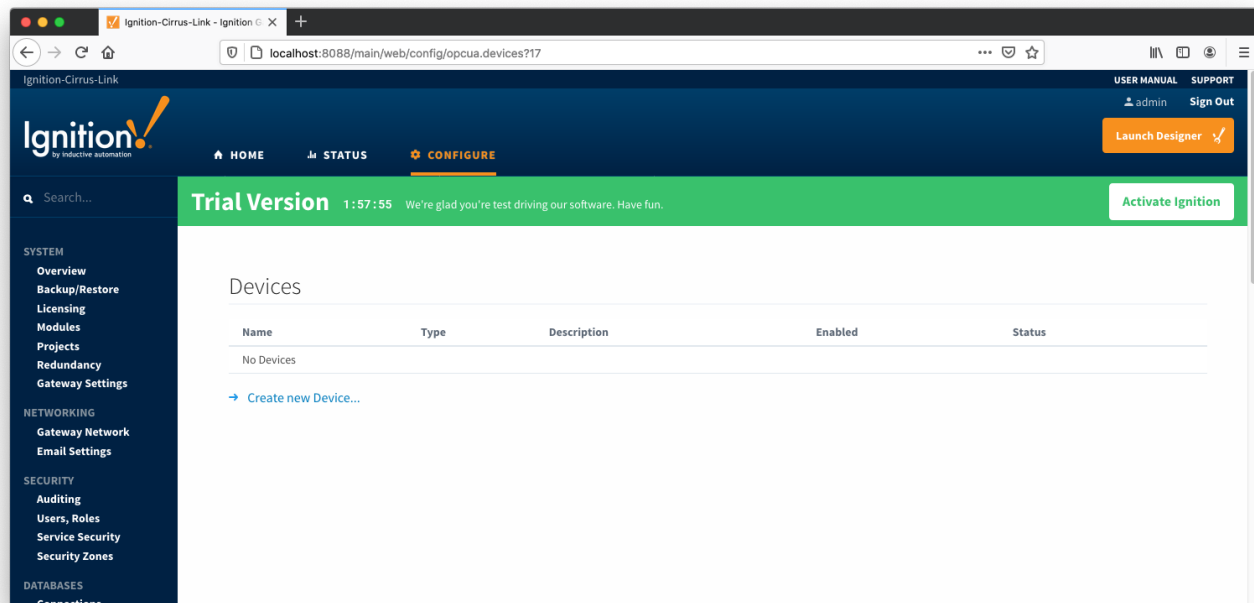 Ignition-Cirrus-Link - Ignition G
localhost:8088/main/web/config/opcua.devices?17
Ignition-Cirrus-Link
USER MANUAL SUPPORT
admin Sign Out
Ignition!
by inductive automation
Launch Designer
HOME STATUS CONFIGURE
Search...
Trial Version 1:57:55 We're glad you're test driving our software. Have fun.
Activate Ignition
SYSTEM
Overview
Backup/Restore
Licensing
Modules
Projects
Redundancy
Gateway Settings
NETWORKING
Gateway Network
Email Settings
SECURITY
Auditing
Users, Roles
Service Security
Security Zones
DATABASES
Connections
Devices
Name Type Description Enabled Status
No Devices
Create new Device...